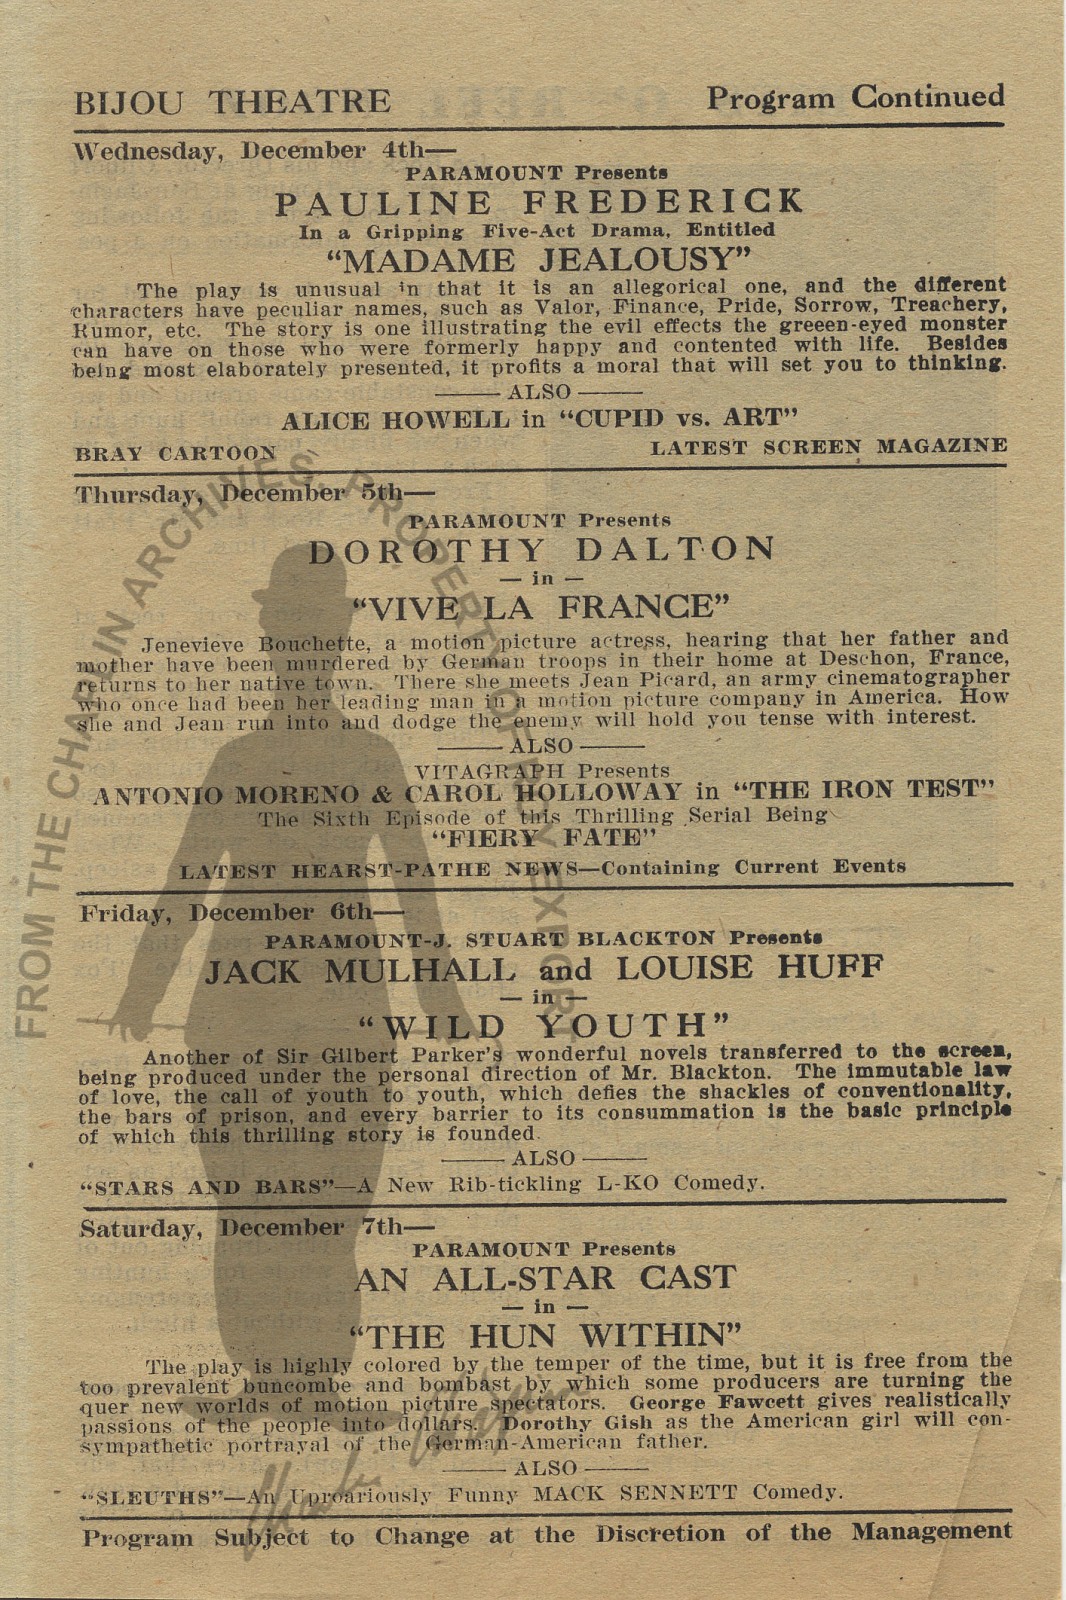 BIJOU THEATRE Program Continued
Wednesday, December 4th—
PARAMOUNT Presents
PAULINE FREDERICK
In a Gripping Five-Act Drama, Entitled
“MADAME JEALOUSY”
The play is unusual in that it is an allegorical one, and the different
characters have peculiar names, such as Valor, Finance, Pride, Sorrow, Treachery,
Rumor, etc. The story is one illustrating the evil effects the greeen-eyed monster
can have on those who were formerly happy and contented with life. Besides
being most elaborately presented, it profits a moral that will set you to thinking.
—— ALSO ——
ALICE HOWELL in “CUPID vs. ART”
BRAY CARTOON LATEST SCREEN MAGAZINE
Thursday, December 5th—
PARAMOUNT Presents
DOROTHY DALTON
— in —
“VIVE LA FRANCE”
Jenevieve Bouchette, a motion picture actress, hearing that her father and
mother have been murdered by German troops in their home at Deschon, France,
returns to her native town. There she meets Jean Picard, an army cinematographer
who once had been her leading man in a motion picture company in America. How
she and Jean run into and dodge the enemy will hold you tense with interest.
—— ALSO ——
VITAGRAPH Presents
ANTONIO MORENO & CAROL HOLLOWAY in “THE IRON TEST”
The Sixth Episode of this Thrilling Serial Being
“FIERY FATE”
LATEST HEARST-PATHE NEWS—Containing Current Events
Friday, December 6th—
PARAMOUNT-J. STUART BLACKTON Presents
JACK MULHALL and LOUISE HUFF
— in —
“WILD YOUTH”
Another of Sir Gilbert Parker's wonderful novels transferred to the screen,
being produced under the personal direction of Mr. Blackton. The immutable law
of love, the call of youth to youth, which defies the shackles of conventionality,
the bars of prison, and every barrier to its consummation is the basic principle
of which this thrilling story is founded.
—— ALSO ——
“STARS AND BARS”—A New Rib-tickling L-KO Comedy.
Saturday, December 7th—
PARAMOUNT Presents
AN ALL-STAR CAST
— in —
“THE HUN WITHIN”
The play is highly colored by the temper of the time, but it is free from the
too prevalent buncombe and bombast by which some producers are turning the
quer new worlds of motion picture spectators. George Fawcett gives realistically
passions of the people into dollars. Dorothy Gish as the American girl will con-
sympathetic portrayal of the German-American father.
—— ALSO ——
“SLEUTHS”—An Uproariously Funny MACK SENNETT Comedy.
Program Subject to Change at the Discretion of the Management
FROM THE CHAPLIN ARCHIVES. PROPERTY OF ROY EXPORT
Charles Chaplin